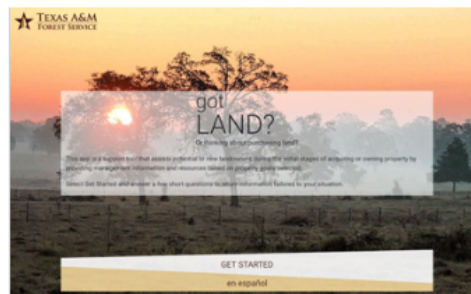 TEXAS A&M
FOREST SERVICE
got
LAND?
Or thinking about purchasing land?
This app is a support tool that assists potential or new landowners during the initial stages of acquiring or owning property by
providing management information and resources based on property goals selected.
Select Get Started and answer a few short questions to attain information tailored to your situation.
GET STARTED
en español